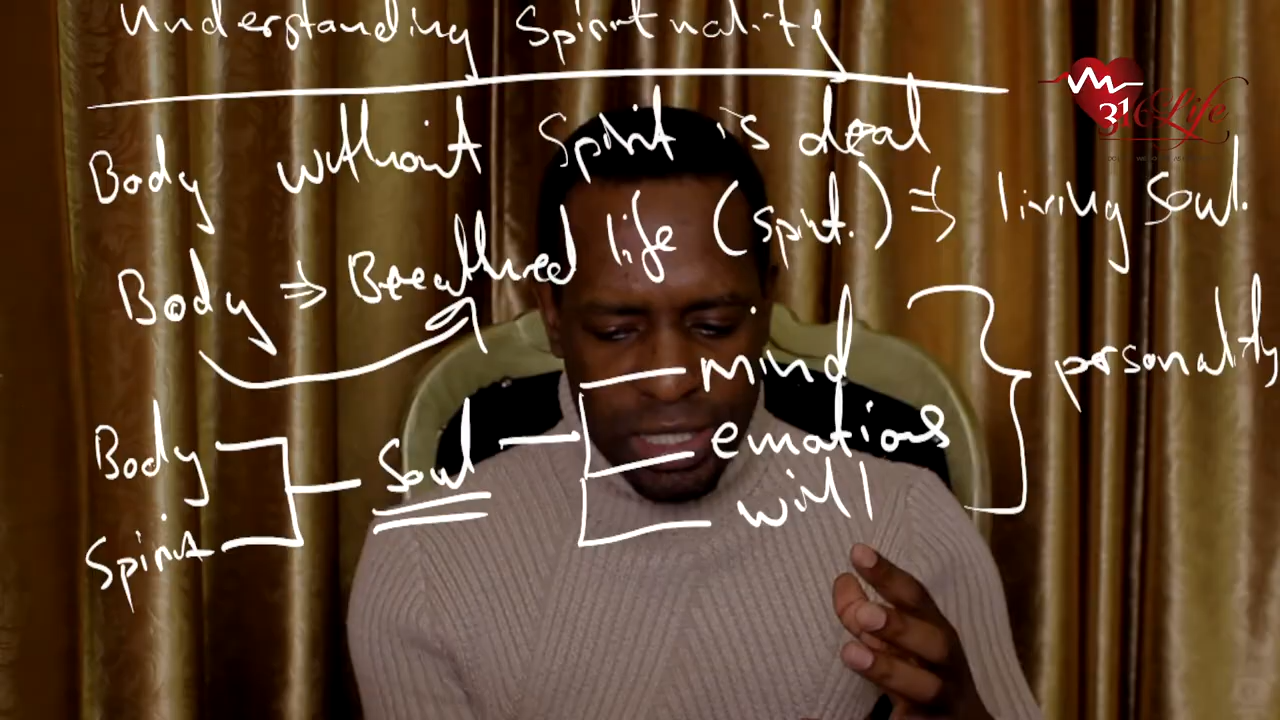 Understanding Spirituality
316Life
Body without Spirit is dead
Body ⇒ Breathed life (spirit.) ⇒ living soul.
mind
emotions
will
personality
Body
Spirit
Soul